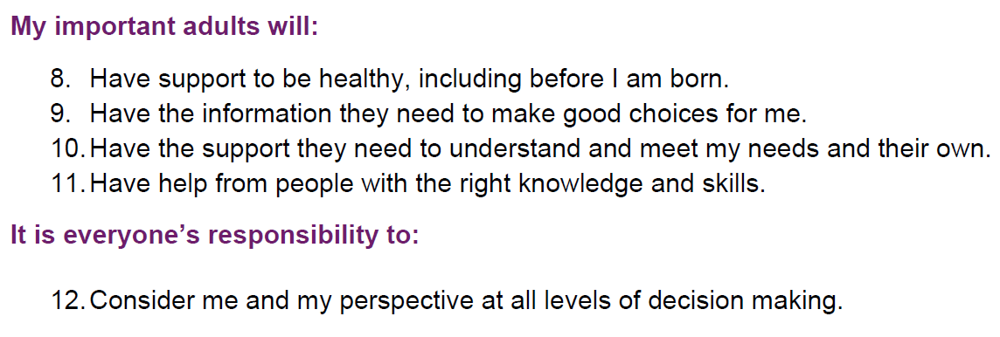 My important adults will:
8. Have support to be healthy, including before I am born.
9. Have the information they need to make good choices for me.
10. Have the support they need to understand and meet my needs and their own.
11. Have help from people with the right knowledge and skills.
It is everyone’s responsibility to:
12. Consider me and my perspective at all levels of decision making.